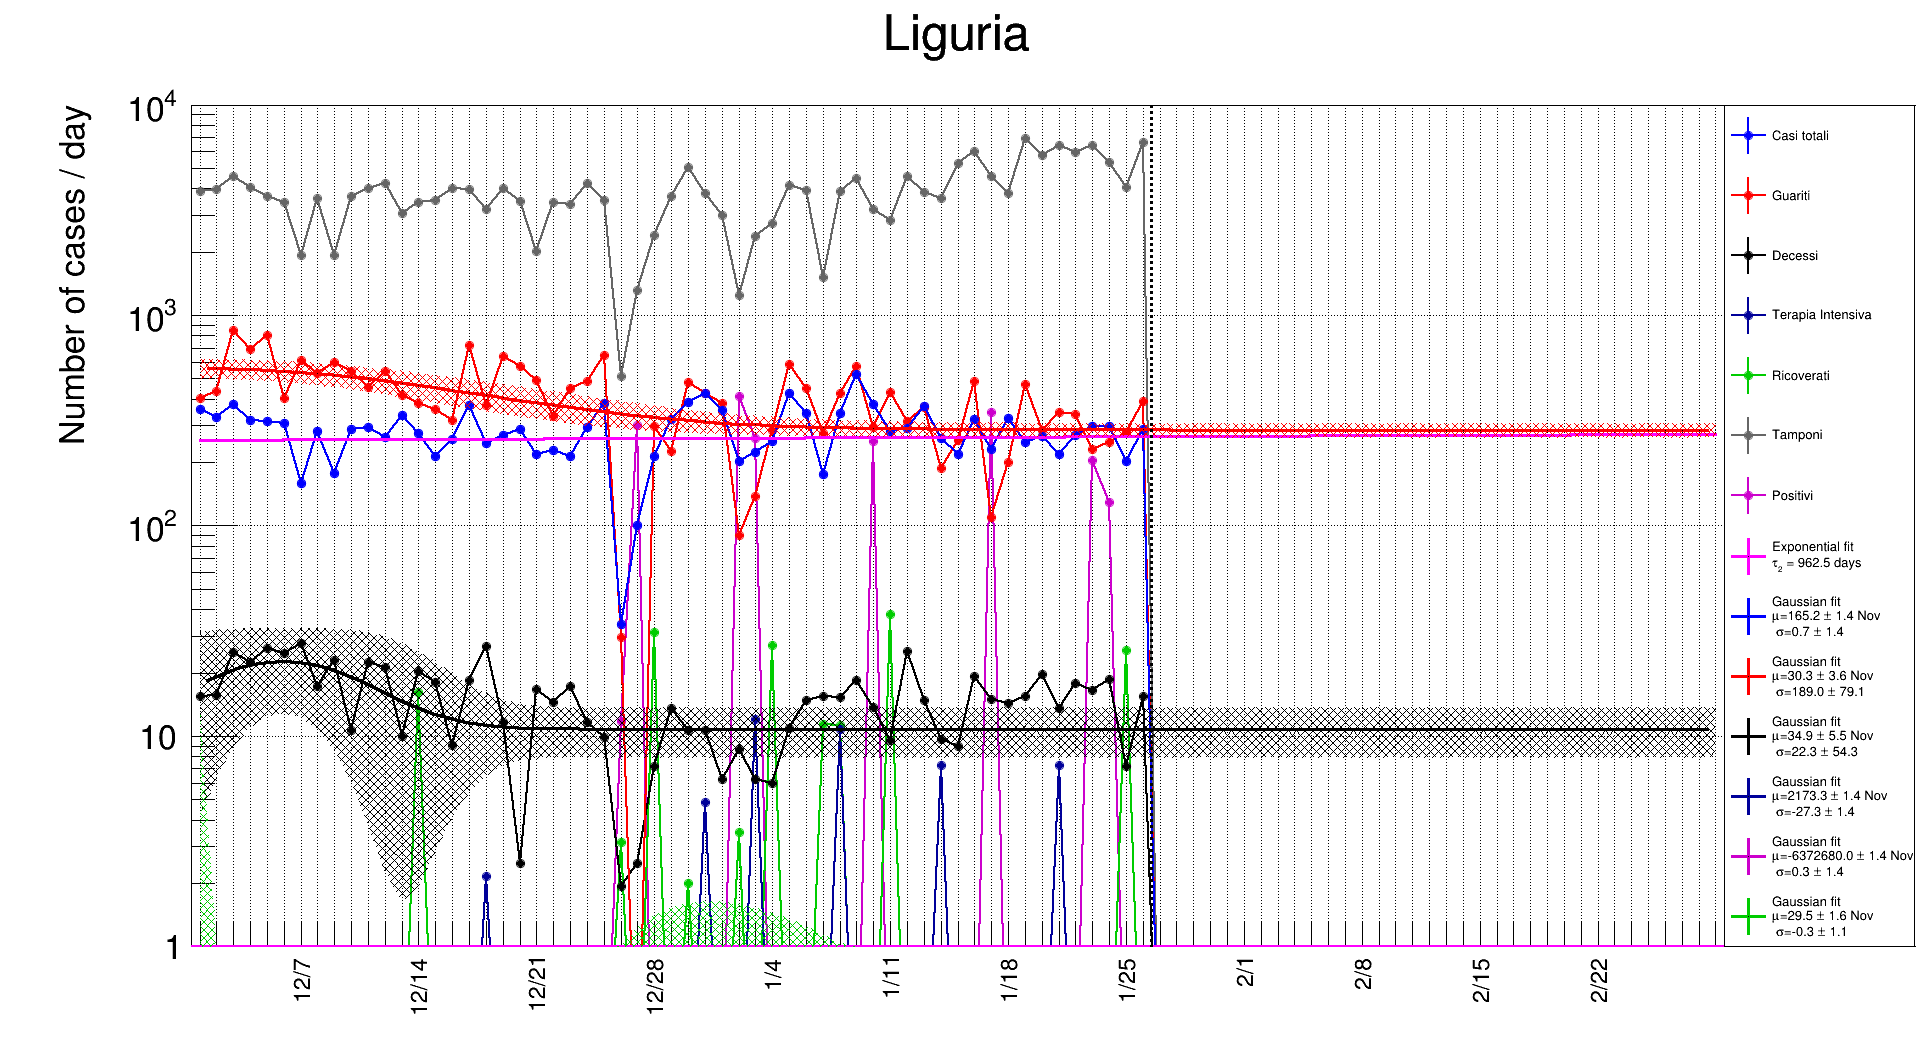 Liguria
Number of cases / day
10^4
10^3
10^2
10
1
12/7
12/14
12/21
12/28
1/4
1/11
1/18
1/25
2/1
2/8
2/15
2/22
Casi totali
Guariti
Decessi
Terapia Intensiva
Ricoverati
Tamponi
Positivi
Exponential fit
τ_2 = 962.5 days
Gaussian fit
μ=165.2 ± 1.4 Nov
σ=0.7 ± 1.4
Gaussian fit
μ=30.3 ± 3.6 Nov
σ=189.0 ± 79.1
Gaussian fit
μ=34.9 ± 5.5 Nov
σ=22.3 ± 54.3
Gaussian fit
μ=2173.3 ± 1.4 Nov
σ=-27.3 ± 1.4
Gaussian fit
μ=-6372680.0 ± 1.4 Nov
σ=0.3 ± 1.4
Gaussian fit
μ=29.5 ± 1.6 Nov
σ=-0.3 ± 1.1